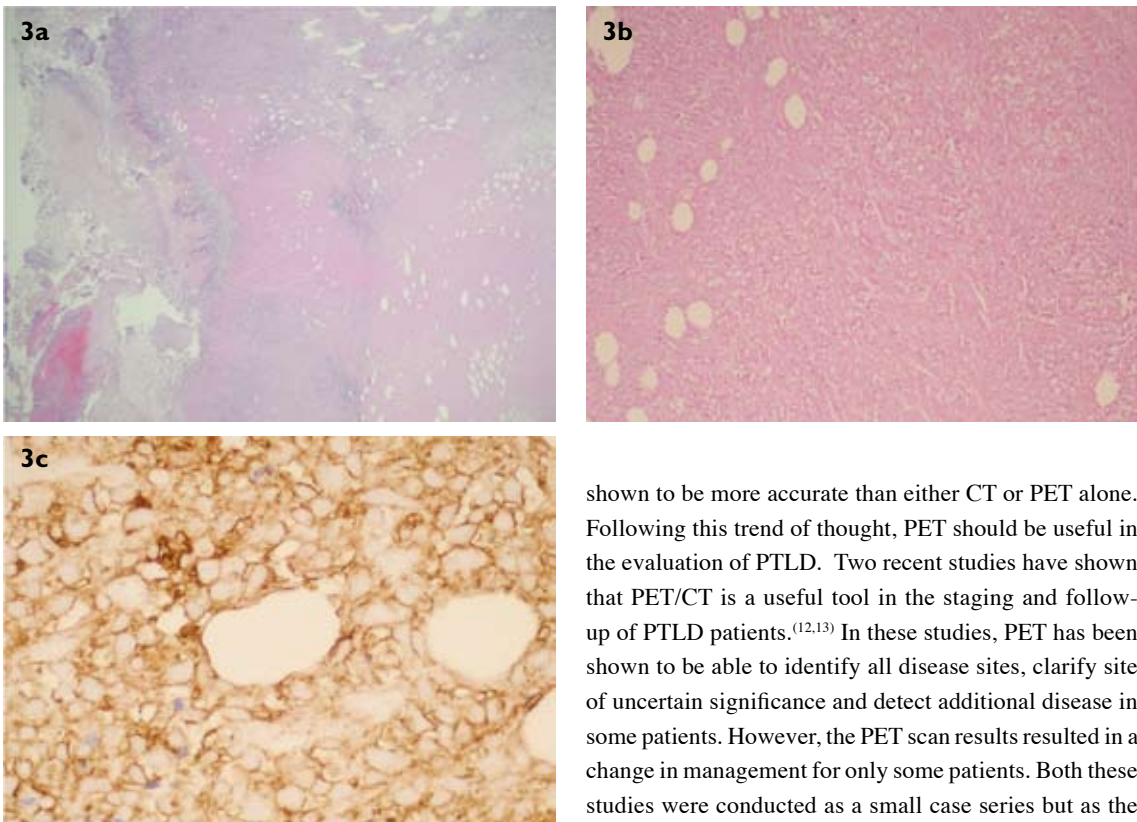 3a
3b
3c
shown to be more accurate than either CT or PET alone.
Following this trend of thought, PET should be useful in
the evaluation of PTLD. Two recent studies have shown
that PET/CT is a useful tool in the staging and follow-
up of PTLD patients.(12,13) In these studies, PET has been
shown to be able to identify all disease sites, clarify site
of uncertain significance and detect additional disease in
some patients. However, the PET scan results resulted in a
change in management for only some patients. Both these
studies were conducted as a small case series but as the